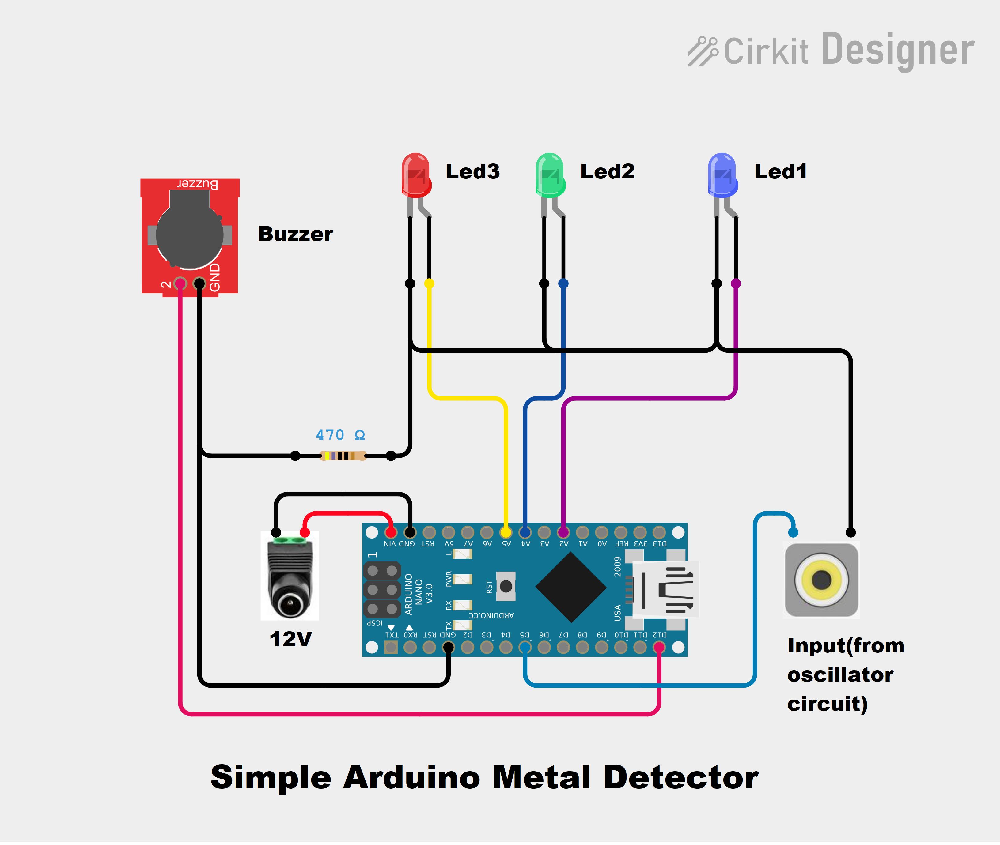 Cirkit Designer
Led3
Led2
Led1
Buzzer
Buzzer
2
GND
470 Ω
VIN GND RST 5V A7 A6 A5 A4 A3 A2 A1 A0 REF 3V3 D13
1
L
PWR
RX
TX
RST
ARDUINO
NANO
V3.0
ARDUINO.CC
2009
USA
ICSP
TX1 RX0 RST GND D2 D3* D4 D5* D6* D7 D8 D9* D10* D11* D12
12V
Input(from
oscillator
circuit)
Simple Arduino Metal Detector